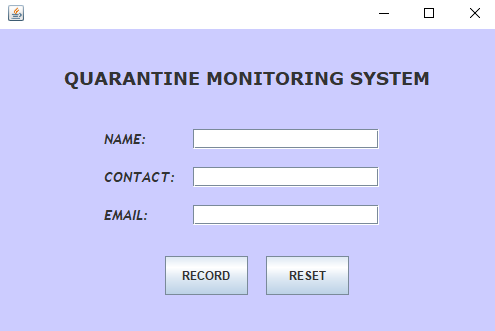 QUARANTINE MONITORING SYSTEM
NAME:
CONTACT:
EMAIL:
RECORD RESET